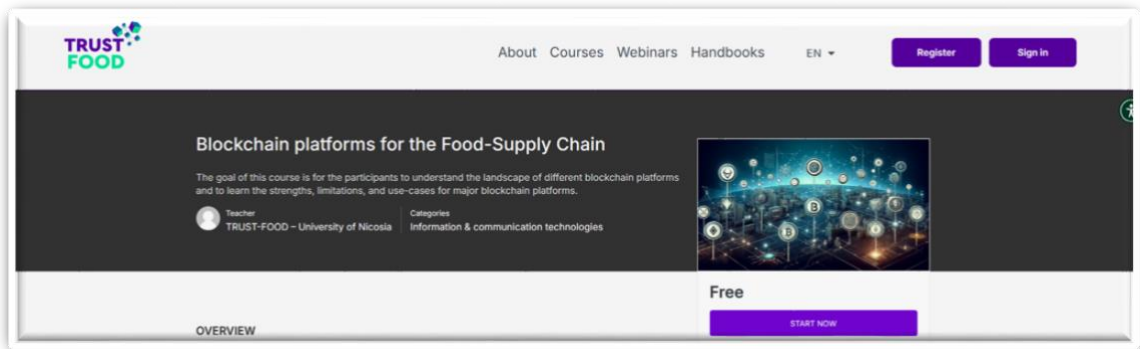 TRUST
FOOD
About Courses Webinars Handbooks EN
Register
Sign in
Blockchain platforms for the Food-Supply Chain
The goal of this course is for the participants to understand the landscape of different blockchain platforms
and to learn the strengths, limitations, and use-cases for major blockchain platforms.
Teacher
TRUST-FOOD – University of Nicosia
Categories
Information & communication technologies
Free
START NOW
OVERVIEW